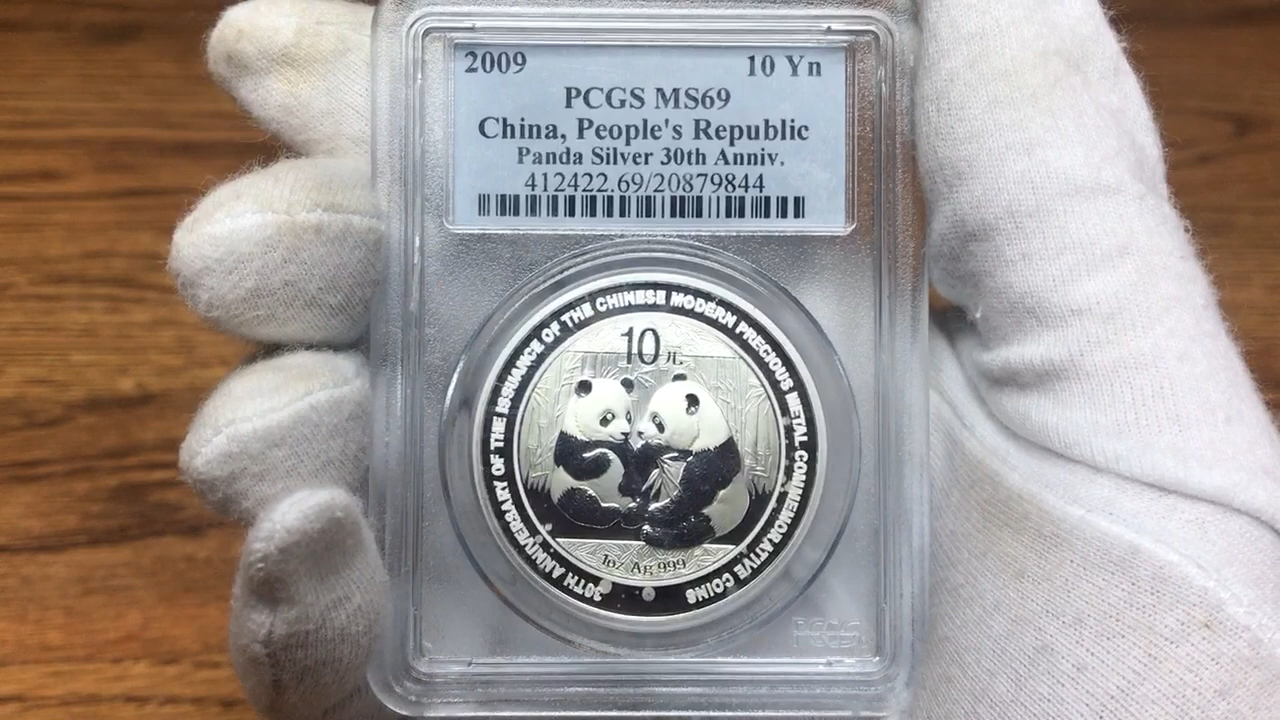 2009 10 Yn
PCGS MS69
China, People's Republic
Panda Silver 30th Anniv.
412422.69/20879844
30TH ANNIVERSARY OF THE ISSUANCE OF THE CHINESE MODERN PRECIOUS METAL COMMEMORATIVE COINS
10元
1oz Ag 999
PCGS